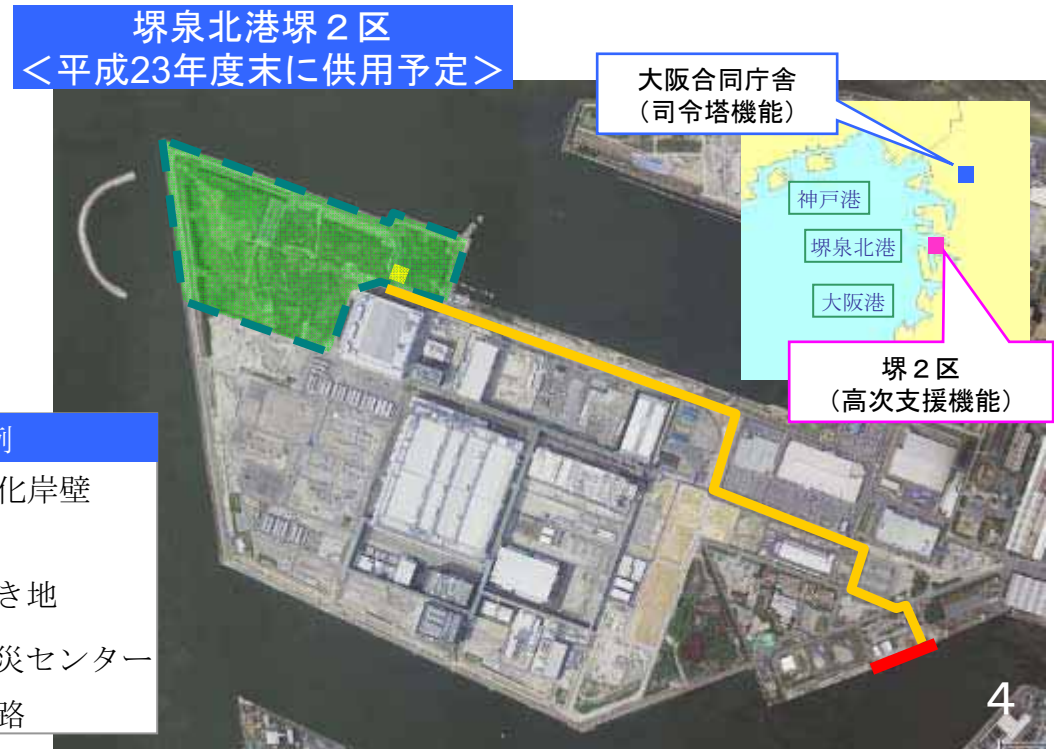 堺泉北港堺２区
＜平成23年度末に供用予定＞
大阪合同庁舎
（司令塔機能）
神戸港
堺泉北港
大阪港
堺２区
（高次支援機能）
例
化岸壁
き地
災センター
路
4